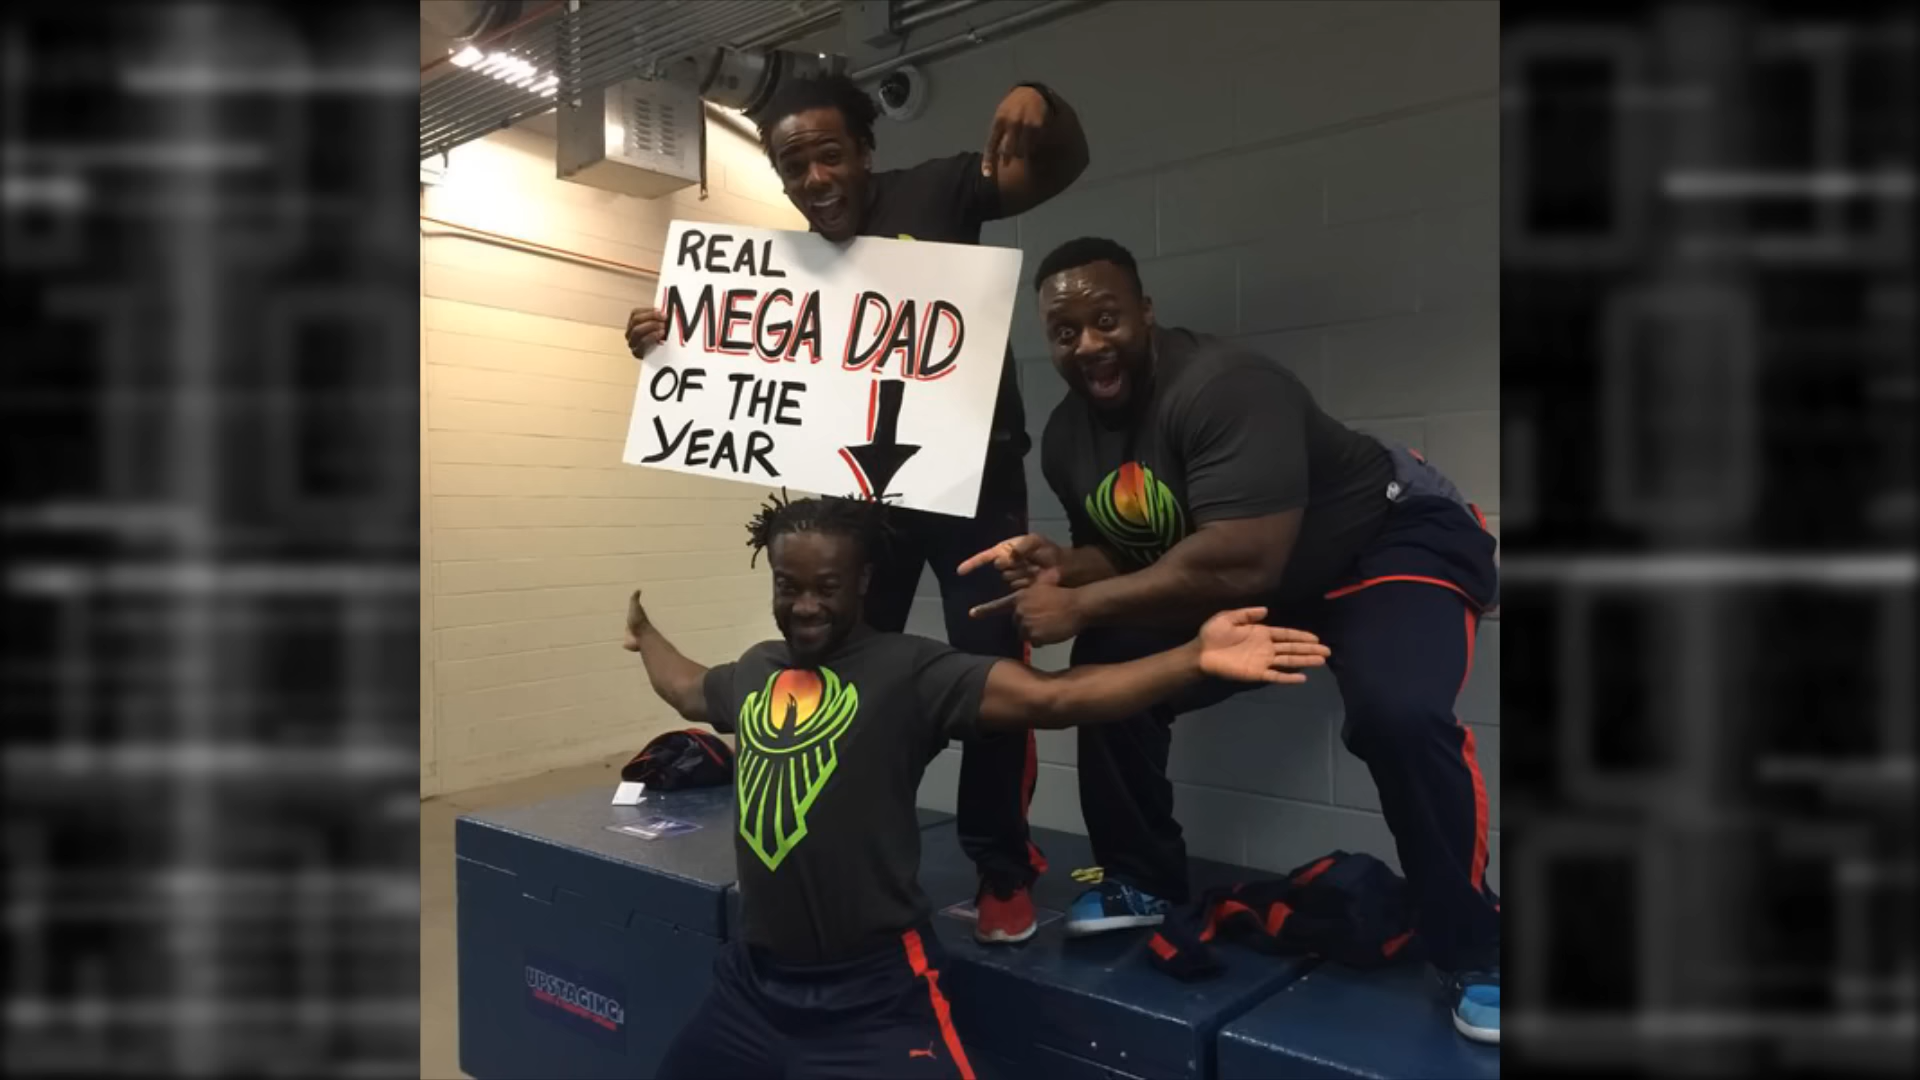 REAL
MEGA DAD
OF THE
YEAR
UPSTAGING